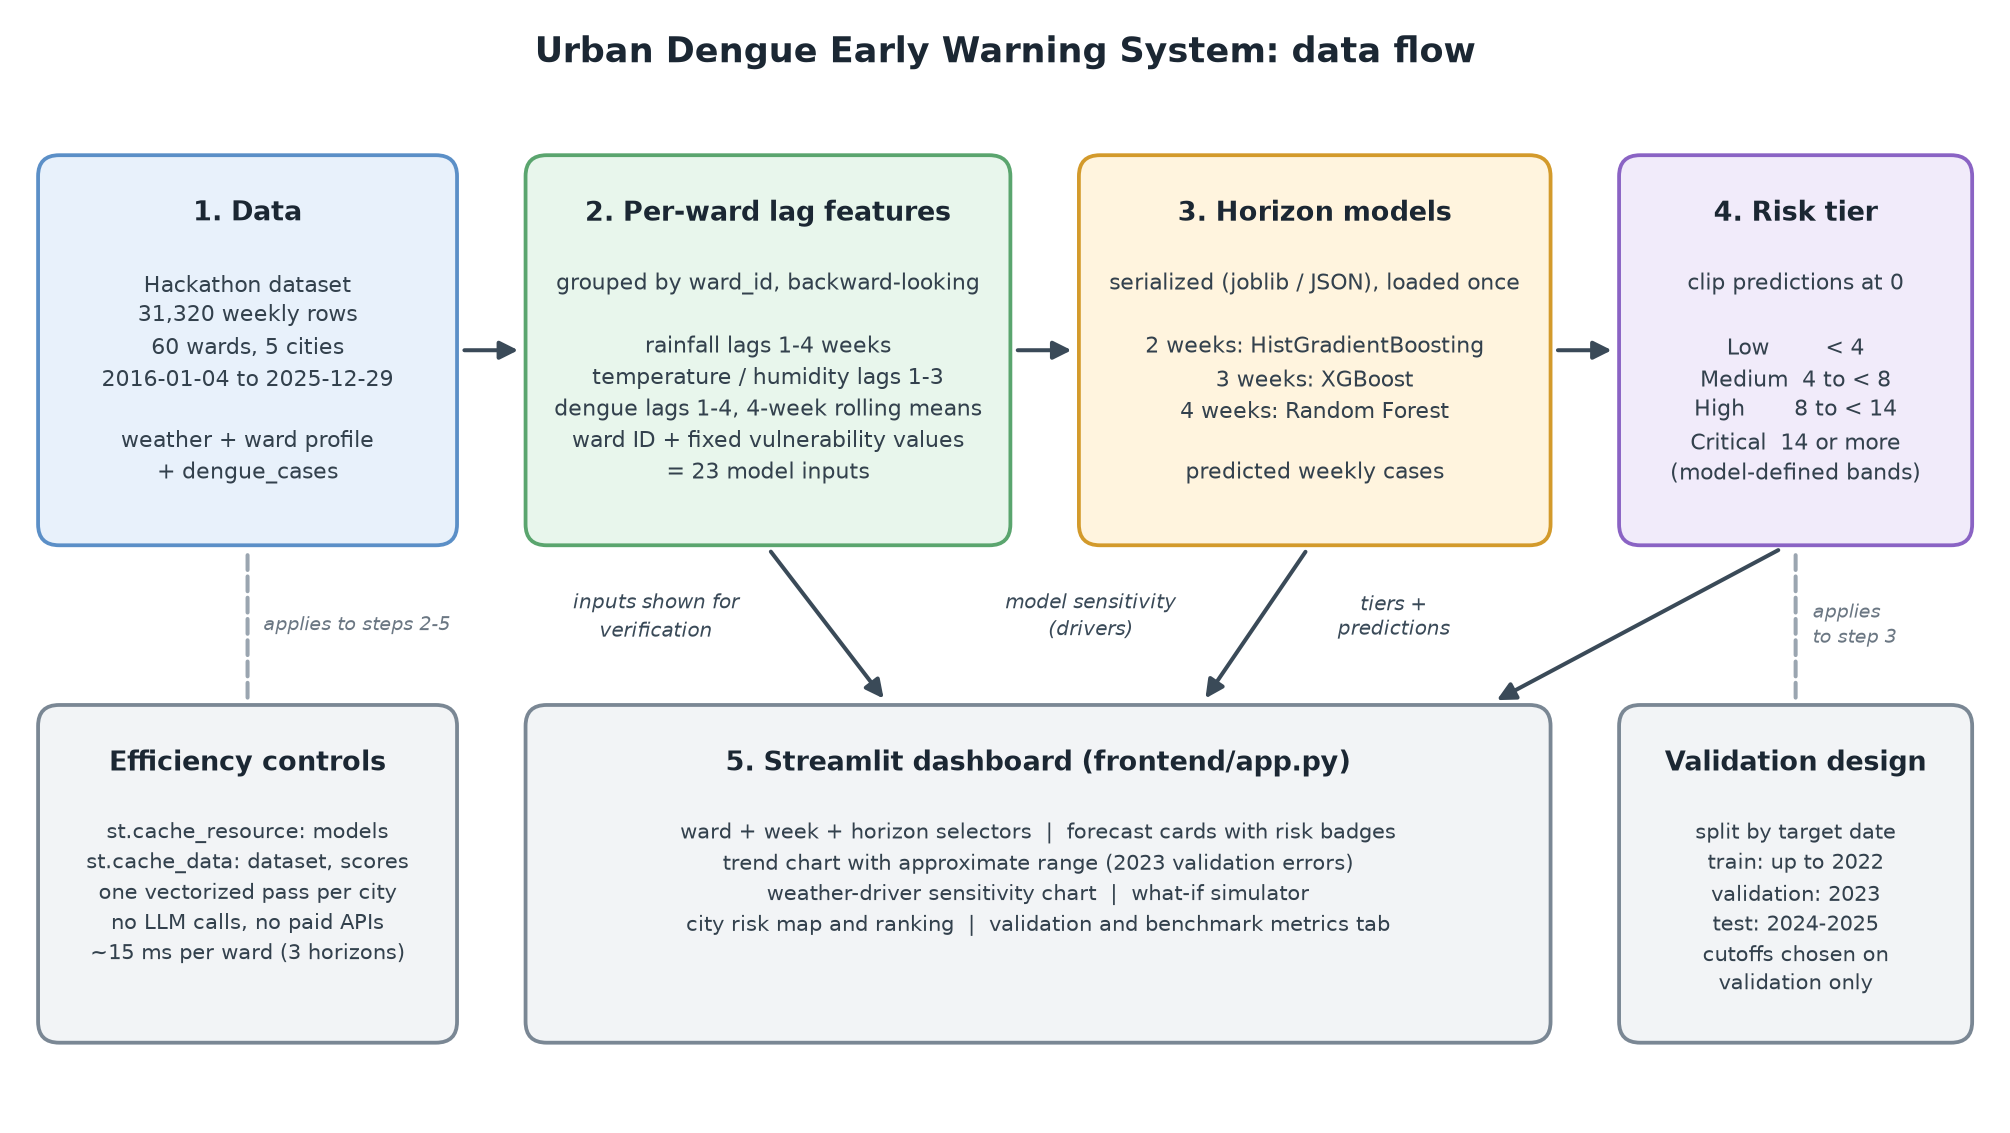 Urban Dengue Early Warning System: data flow
1. Data
Hackathon dataset
31,320 weekly rows
60 wards, 5 cities
2016-01-04 to 2025-12-29
weather + ward profile
+ dengue_cases
2. Per-ward lag features
grouped by ward_id, backward-looking
rainfall lags 1-4 weeks
temperature / humidity lags 1-3
dengue lags 1-4, 4-week rolling means
ward ID + fixed vulnerability values
= 23 model inputs
3. Horizon models
serialized (joblib / JSON), loaded once
2 weeks: HistGradientBoosting
3 weeks: XGBoost
4 weeks: Random Forest
predicted weekly cases
4. Risk tier
clip predictions at 0
Low < 4
Medium 4 to < 8
High 8 to < 14
Critical 14 or more
(model-defined bands)
applies to steps 2-5
inputs shown for
verification
model sensitivity
(drivers)
tiers +
predictions
applies
to step 3
Efficiency controls
st.cache_resource: models
st.cache_data: dataset, scores
one vectorized pass per city
no LLM calls, no paid APIs
~15 ms per ward (3 horizons)
5. Streamlit dashboard (frontend/app.py)
ward + week + horizon selectors | forecast cards with risk badges
trend chart with approximate range (2023 validation errors)
weather-driver sensitivity chart | what-if simulator
city risk map and ranking | validation and benchmark metrics tab
Validation design
split by target date
train: up to 2022
validation: 2023
test: 2024-2025
cutoffs chosen on
validation only